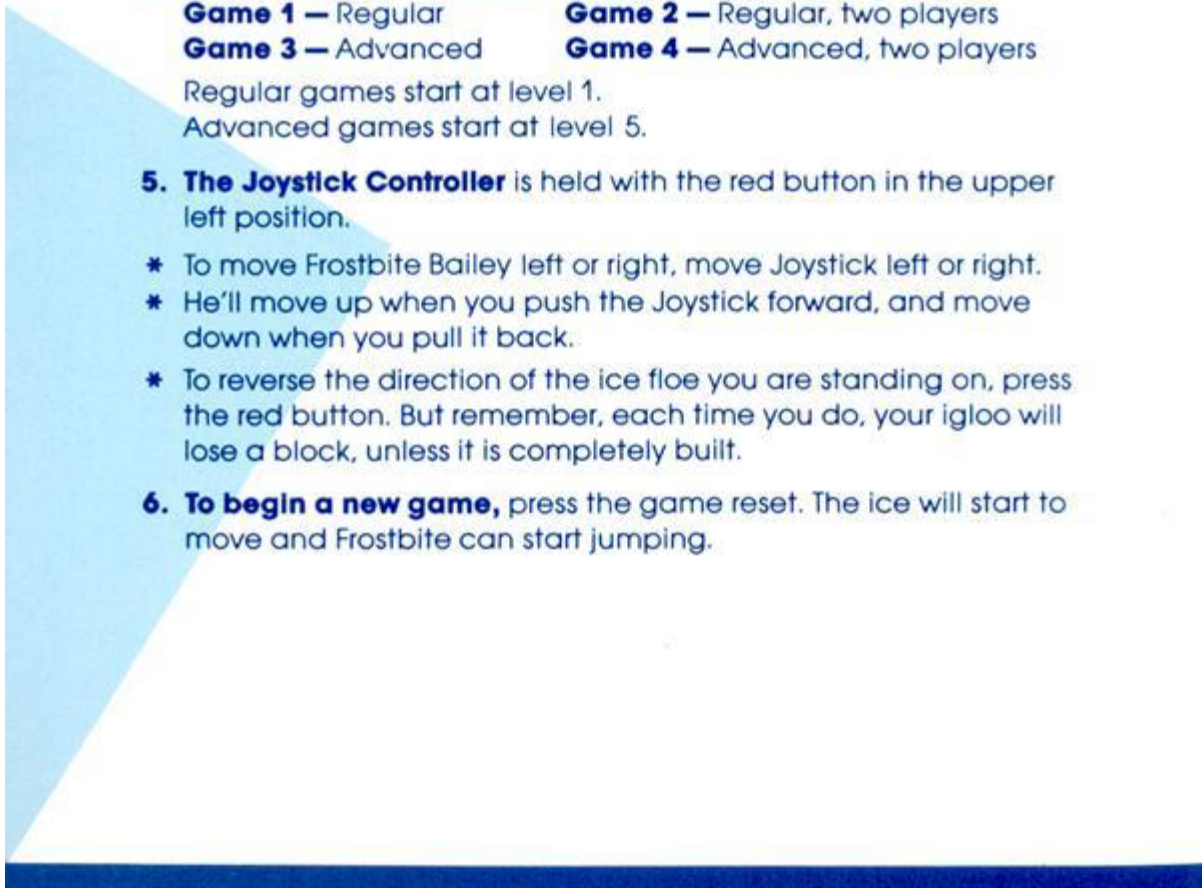 Game 1 — Regular Game 2 — Regular, two players
Game 3 — Advanced Game 4 — Advanced, two players
Regular games start at level 1.
Advanced games start at level 5.
5. The Joystick Controller is held with the red button in the upper
left position.
* To move Frostbite Bailey left or right, move Joystick left or right.
* He'll move up when you push the Joystick forward, and move
down when you pull it back.
* To reverse the direction of the ice floe you are standing on, press
the red button. But remember, each time you do, your igloo will
lose a block, unless it is completely built.
6. To begin a new game, press the game reset. The ice will start to
move and Frostbite can start jumping.